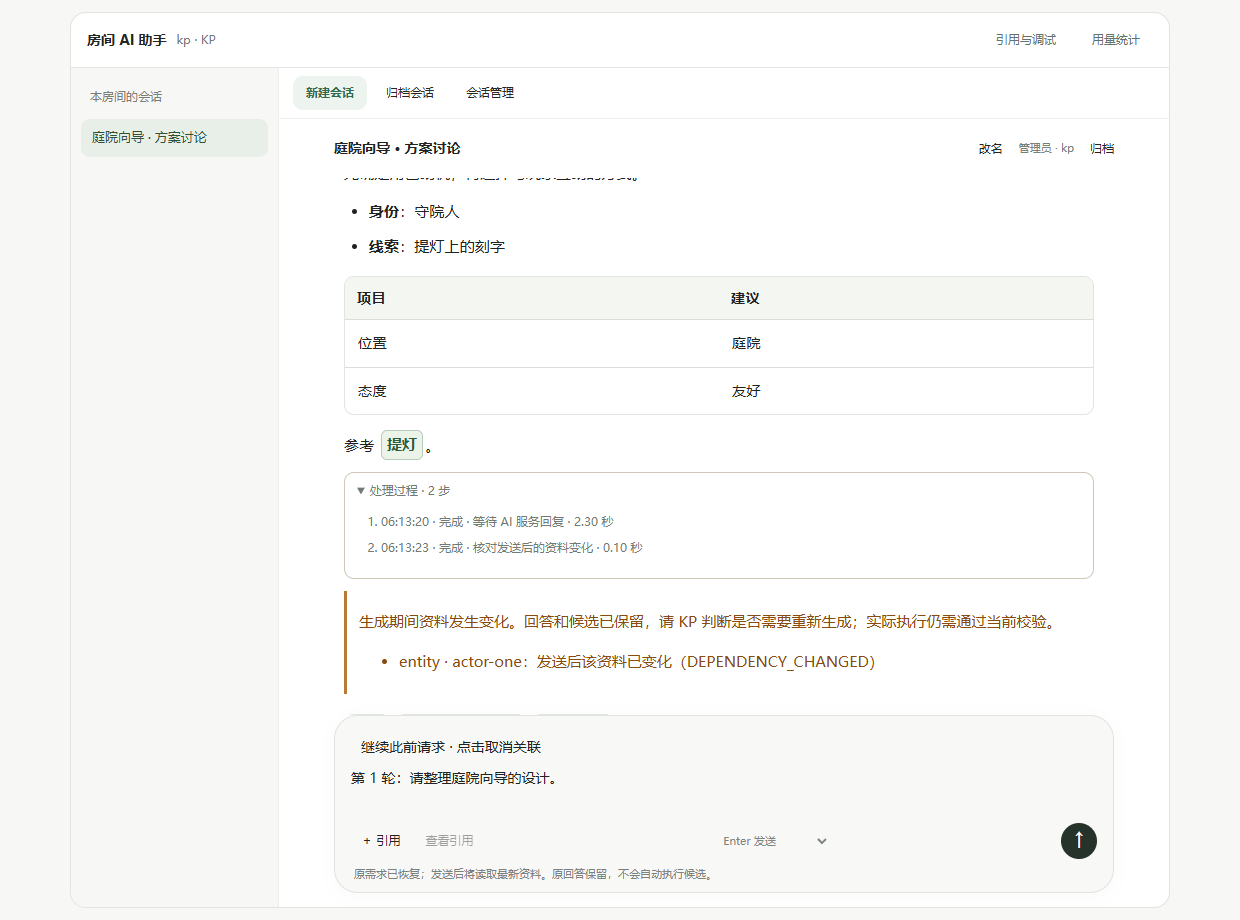 房间 AI 助手 kp · KP
引用与调试 用量统计
本房间的会话
庭院向导 · 方案讨论
新建会话 归档会话 会话管理
庭院向导 • 方案讨论
改名 管理员 · kp 归档
• 身份：守院人
• 线索：提灯上的刻字
项目 建议
位置 庭院
态度 友好
参考 提灯 。
▼ 处理过程 · 2 步
1. 06:13:20 · 完成 · 等待 AI 服务回复 · 2.30 秒
2. 06:13:23 · 完成 · 核对发送后的资料变化 · 0.10 秒
生成期间资料发生变化。回答和候选已保留，请 KP 判断是否需要重新生成；实际执行仍需通过当前校验。
• entity · actor-one：发送后该资料已变化（DEPENDENCY_CHANGED）
继续此前请求 · 点击取消关联
第 1 轮：请整理庭院向导的设计。
+ 引用 查看引用 Enter 发送
原需求已恢复；发送后将读取最新资料。原回答保留，不会自动执行候选。